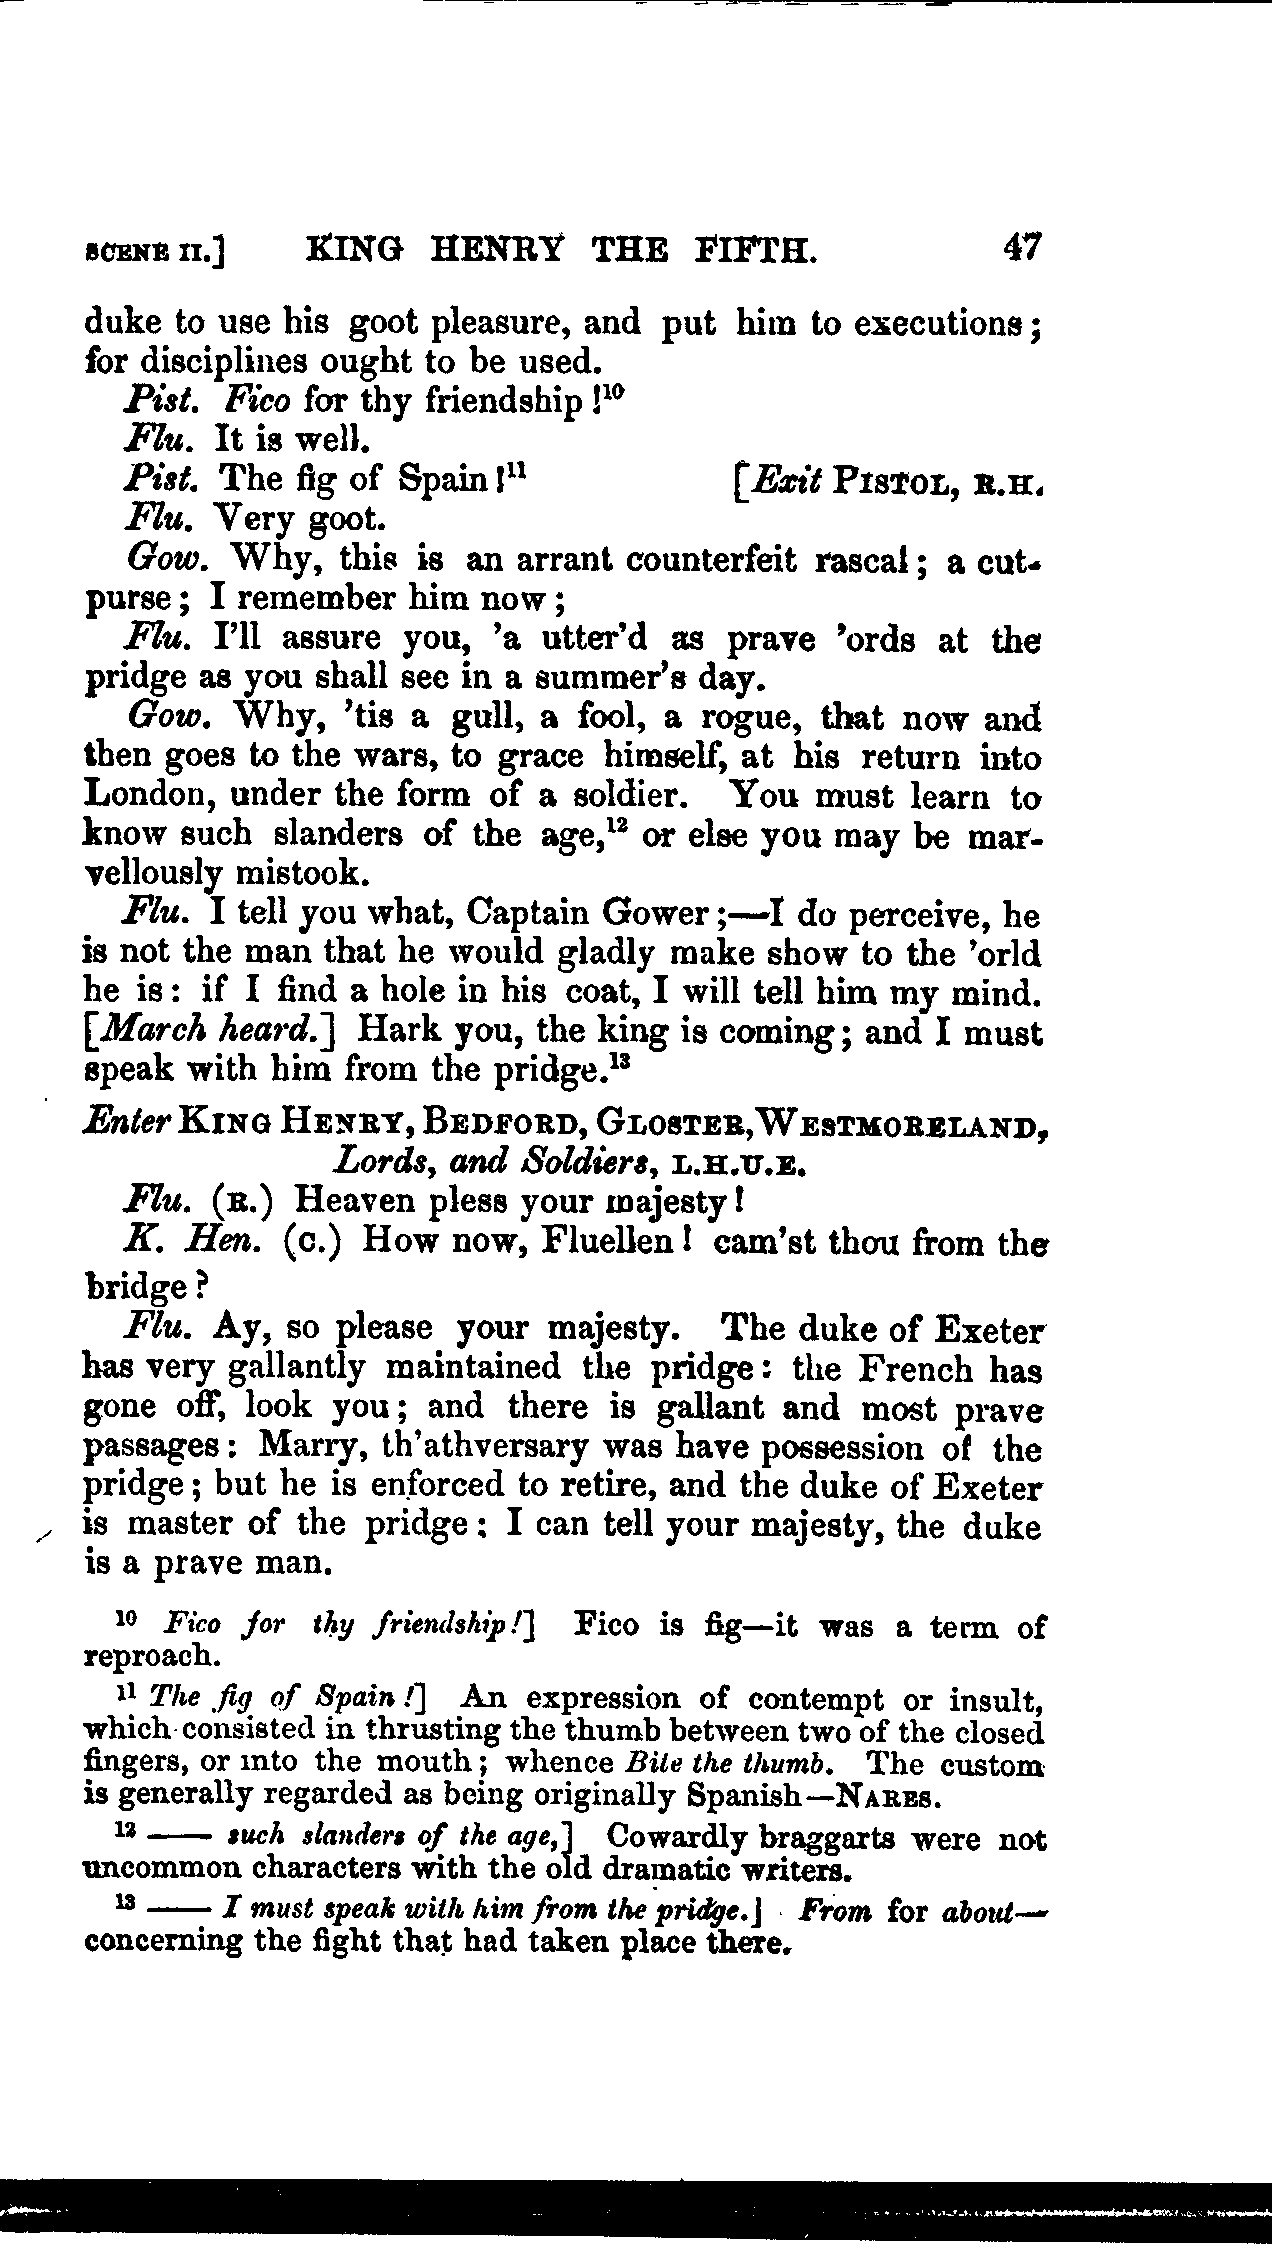 SCENE II.] KING HENRY THE FIFTH. 47
duke to use his goot pleasure, and put him to executions;
for disciplines ought to be used.
Pist. Fico for thy friendship!¹⁰
Flu. It is well.
Pist. The fig of Spain!¹¹ [Exit PISTOL, R.H.
Flu. Very goot.
Gow. Why, this is an arrant counterfeit rascal; a cut-
purse; I remember him now;
Flu. I'll assure you, 'a utter'd as prave 'ords at the
pridge as you shall see in a summer's day.
Gow. Why, 'tis a gull, a fool, a rogue, that now and
then goes to the wars, to grace himself, at his return into
London, under the form of a soldier. You must learn to
know such slanders of the age,¹² or else you may be mar-
vellously mistook.
Flu. I tell you what, Captain Gower;—I do perceive, he
is not the man that he would gladly make show to the 'orld
he is: if I find a hole in his coat, I will tell him my mind.
[March heard.] Hark you, the king is coming; and I must
speak with him from the pridge.¹³
Enter KING HENRY, BEDFORD, GLOSTER, WESTMORELAND,
Lords, and Soldiers, L.H.U.E.
Flu. (R.) Heaven pless your majesty!
K. Hen. (C.) How now, Fluellen! cam'st thou from the
bridge?
Flu. Ay, so please your majesty. The duke of Exeter
has very gallantly maintained the pridge: the French has
gone off, look you; and there is gallant and most prave
passages: Marry, th'athversary was have possession of the
pridge; but he is enforced to retire, and the duke of Exeter
is master of the pridge: I can tell your majesty, the duke
is a prave man.
¹⁰ Fico for thy friendship!] Fico is fig—it was a term of
reproach.
¹¹ The fig of Spain!] An expression of contempt or insult,
which consisted in thrusting the thumb between two of the closed
fingers, or into the mouth; whence Bite the thumb. The custom
is generally regarded as being originally Spanish—NARES.
¹² —— such slanders of the age,] Cowardly braggarts were not
uncommon characters with the old dramatic writers.
¹³ —— I must speak with him from the pridge.] From for about—
concerning the fight that had taken place there.